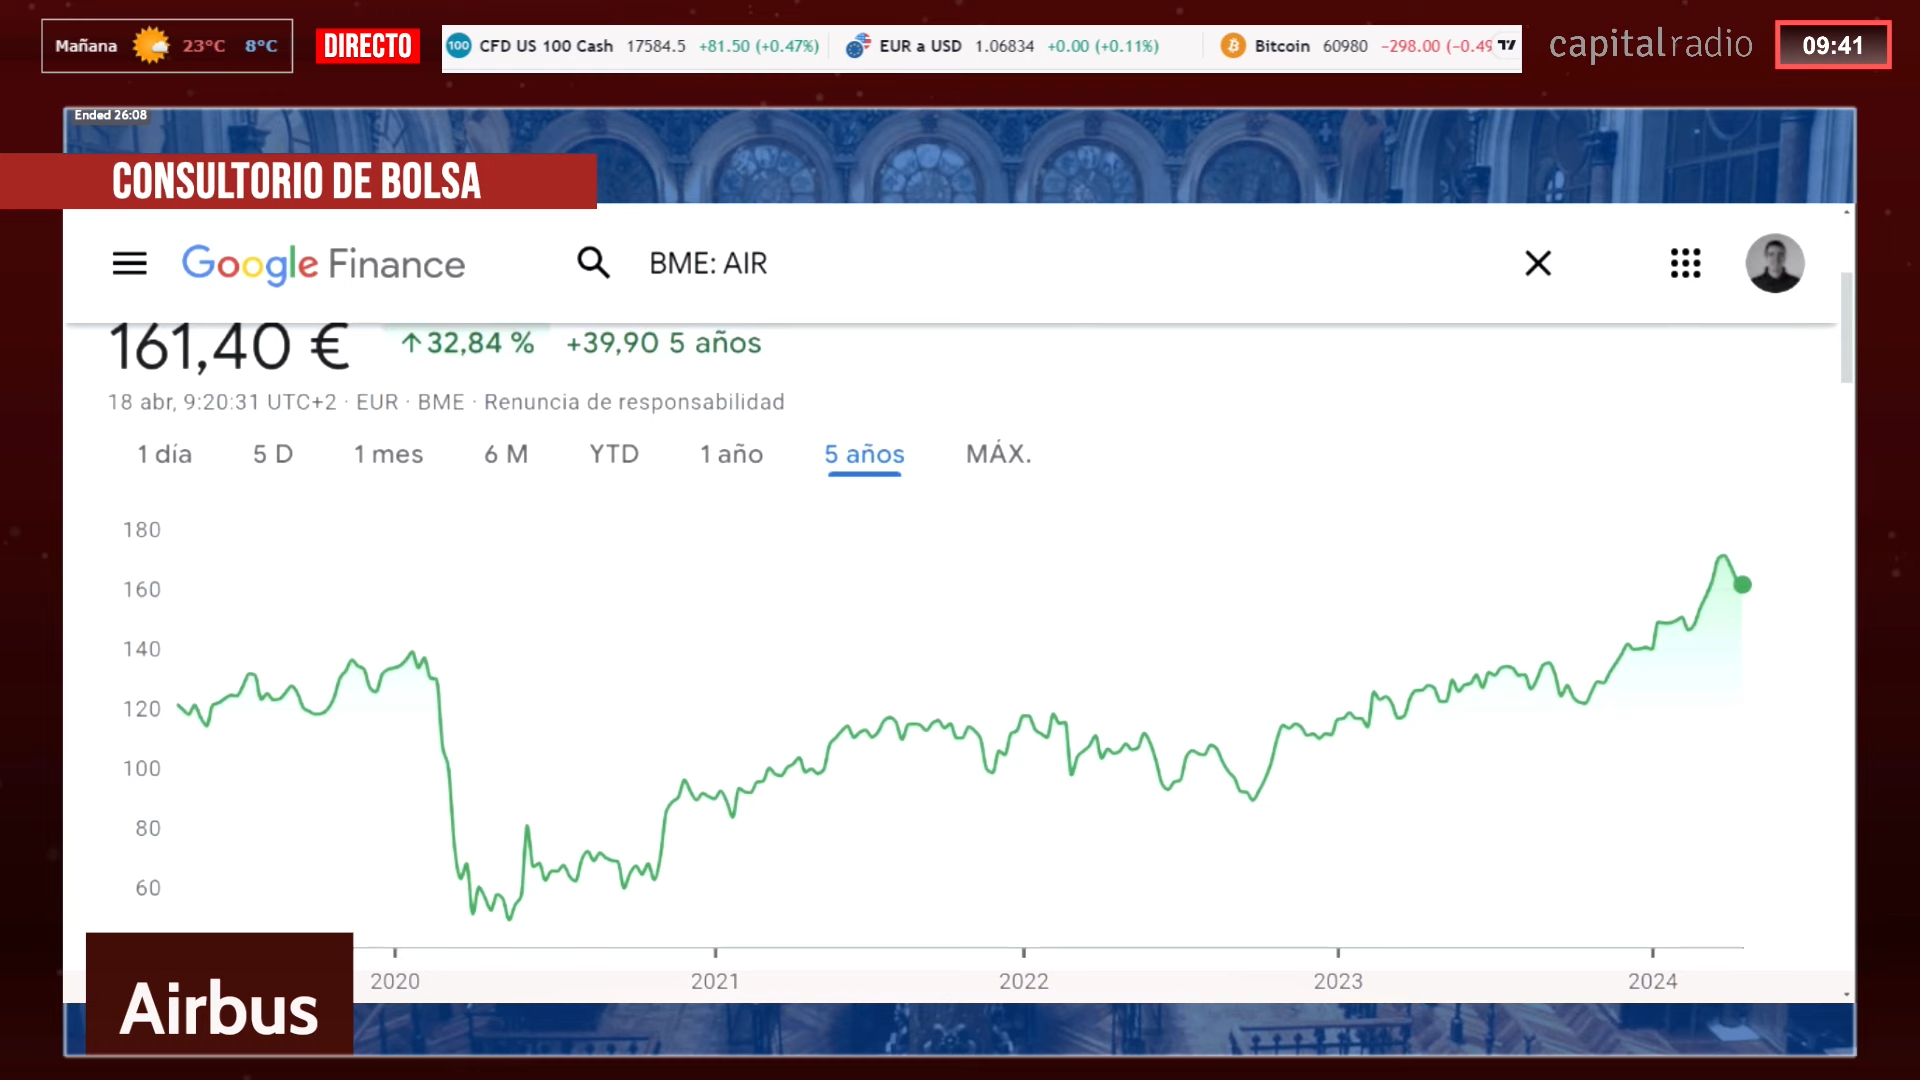 Mañana 23°C 8°C
DIRECTO
100 CFD US 100 Cash 17584.5 +81.50 (+0.47%)
EUR a USD 1.06834 +0.00 (+0.11%)
Bitcoin 60980 −298.00 (−0.49
capitalradio
09:41
Ended 26:08
CONSULTORIO DE BOLSA
Google Finance
BME: AIR
161,40 € ↑32,84 % +39,90 5 años
18 abr, 9:20:31 UTC+2 · EUR · BME · Renuncia de responsabilidad
1 día 5 D 1 mes 6 M YTD 1 año 5 años MÁX.
180
160
140
120
100
80
60
2020 2021 2022 2023 2024
Airbus